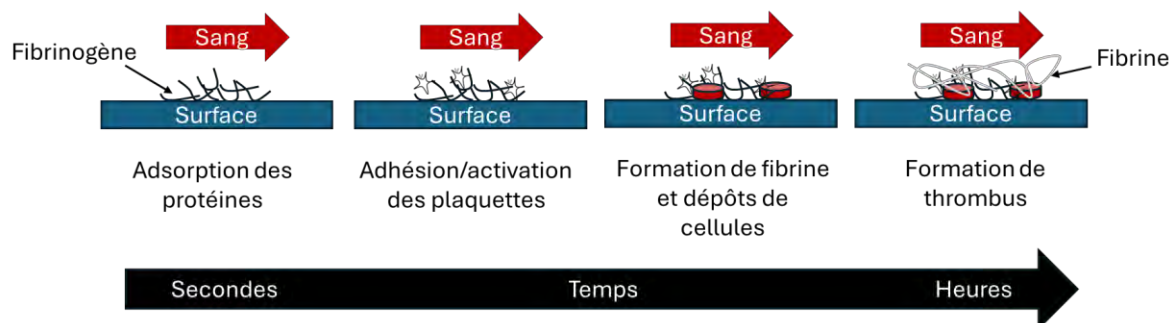 Sang
Sang
Sang
Sang
Fibrinogène
Fibrine
Surface
Surface
Surface
Surface
Adsorption des
protéines
Adhésion/activation
des plaquettes
Formation de fibrine
et dépôts de
cellules
Formation de
thrombus
Secondes
Temps
Heures